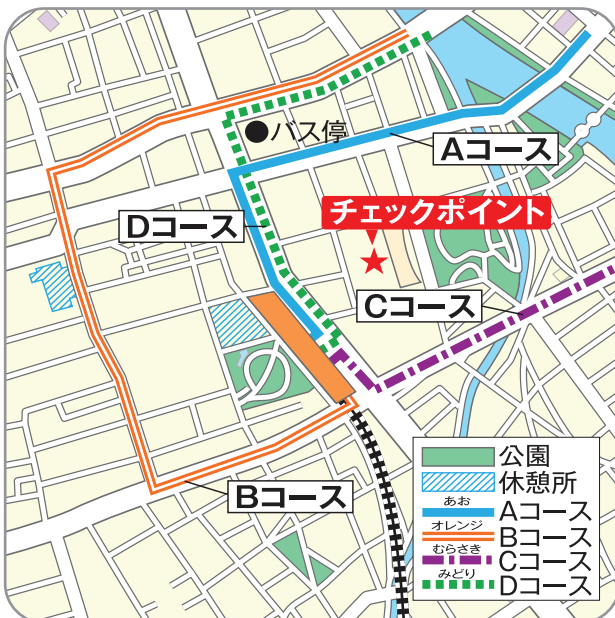 ●バス停
Aコース
チェックポイント
Dコース
Cコース
Bコース
公園
休憩所
あお
Aコース
オレンジ
Bコース
むらさき
Cコース
みどり
Dコース